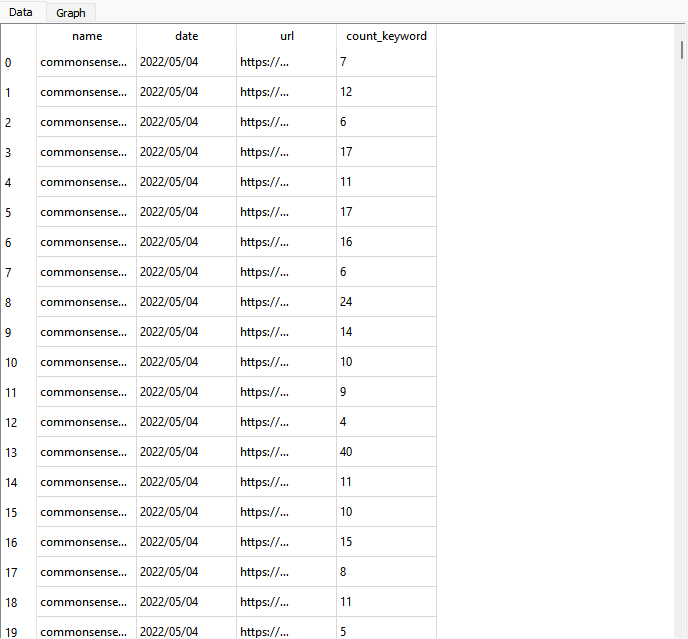 Data Graph
name date url count_keyword
0 commonsense... 2022/05/04 https://... 7
1 commonsense... 2022/05/04 https://... 12
2 commonsense... 2022/05/04 https://... 6
3 commonsense... 2022/05/04 https://... 17
4 commonsense... 2022/05/04 https://... 11
5 commonsense... 2022/05/04 https://... 17
6 commonsense... 2022/05/04 https://... 16
7 commonsense... 2022/05/04 https://... 6
8 commonsense... 2022/05/04 https://... 24
9 commonsense... 2022/05/04 https://... 14
10 commonsense... 2022/05/04 https://... 10
11 commonsense... 2022/05/04 https://... 9
12 commonsense... 2022/05/04 https://... 4
13 commonsense... 2022/05/04 https://... 40
14 commonsense... 2022/05/04 https://... 11
15 commonsense... 2022/05/04 https://... 10
16 commonsense... 2022/05/04 https://... 15
17 commonsense... 2022/05/04 https://... 8
18 commonsense... 2022/05/04 https://... 11
19 commonsense... 2022/05/04 https://... 5